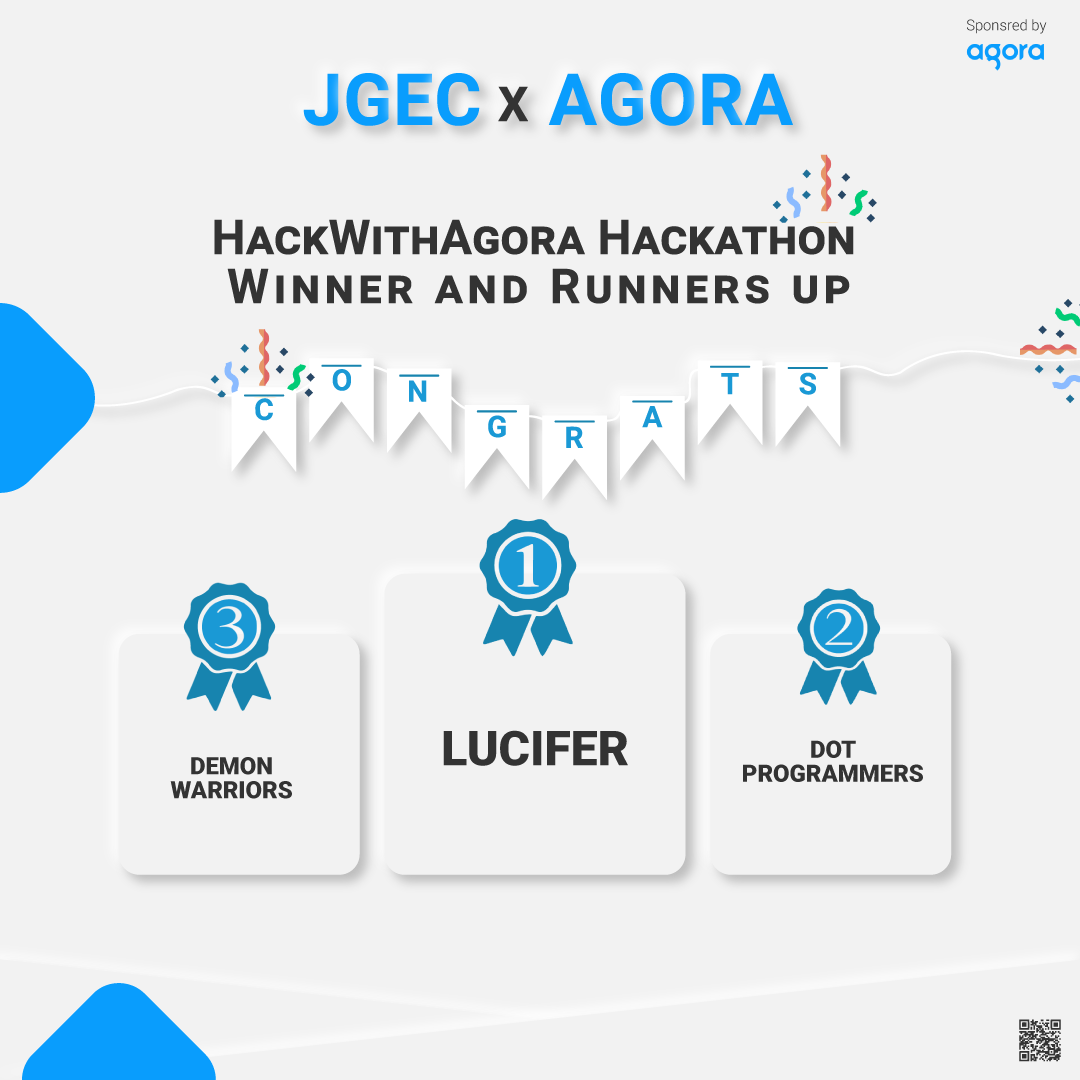 Sponsred by
agora
JGEC x AGORA
HackWithAgora Hackathon
Winner and Runners up
CONGRATS
3
DEMON
WARRIORS
1
LUCIFER
2
DOT
PROGRAMMERS